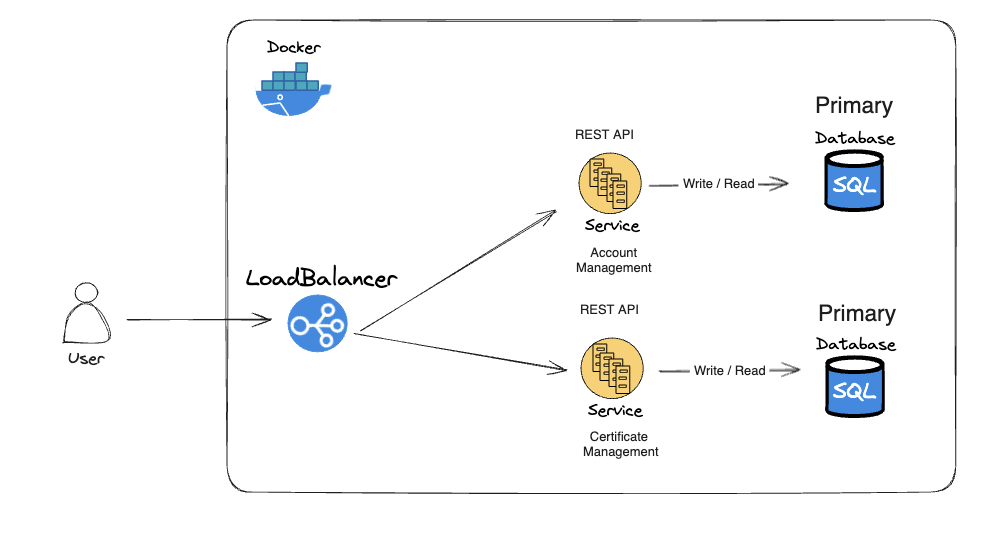 Docker
Primary
Database
SQL
REST API
Write / Read
Service
Account
Management
LoadBalancer
User
REST API
Primary
Database
SQL
Write / Read
Service
Certificate
Management